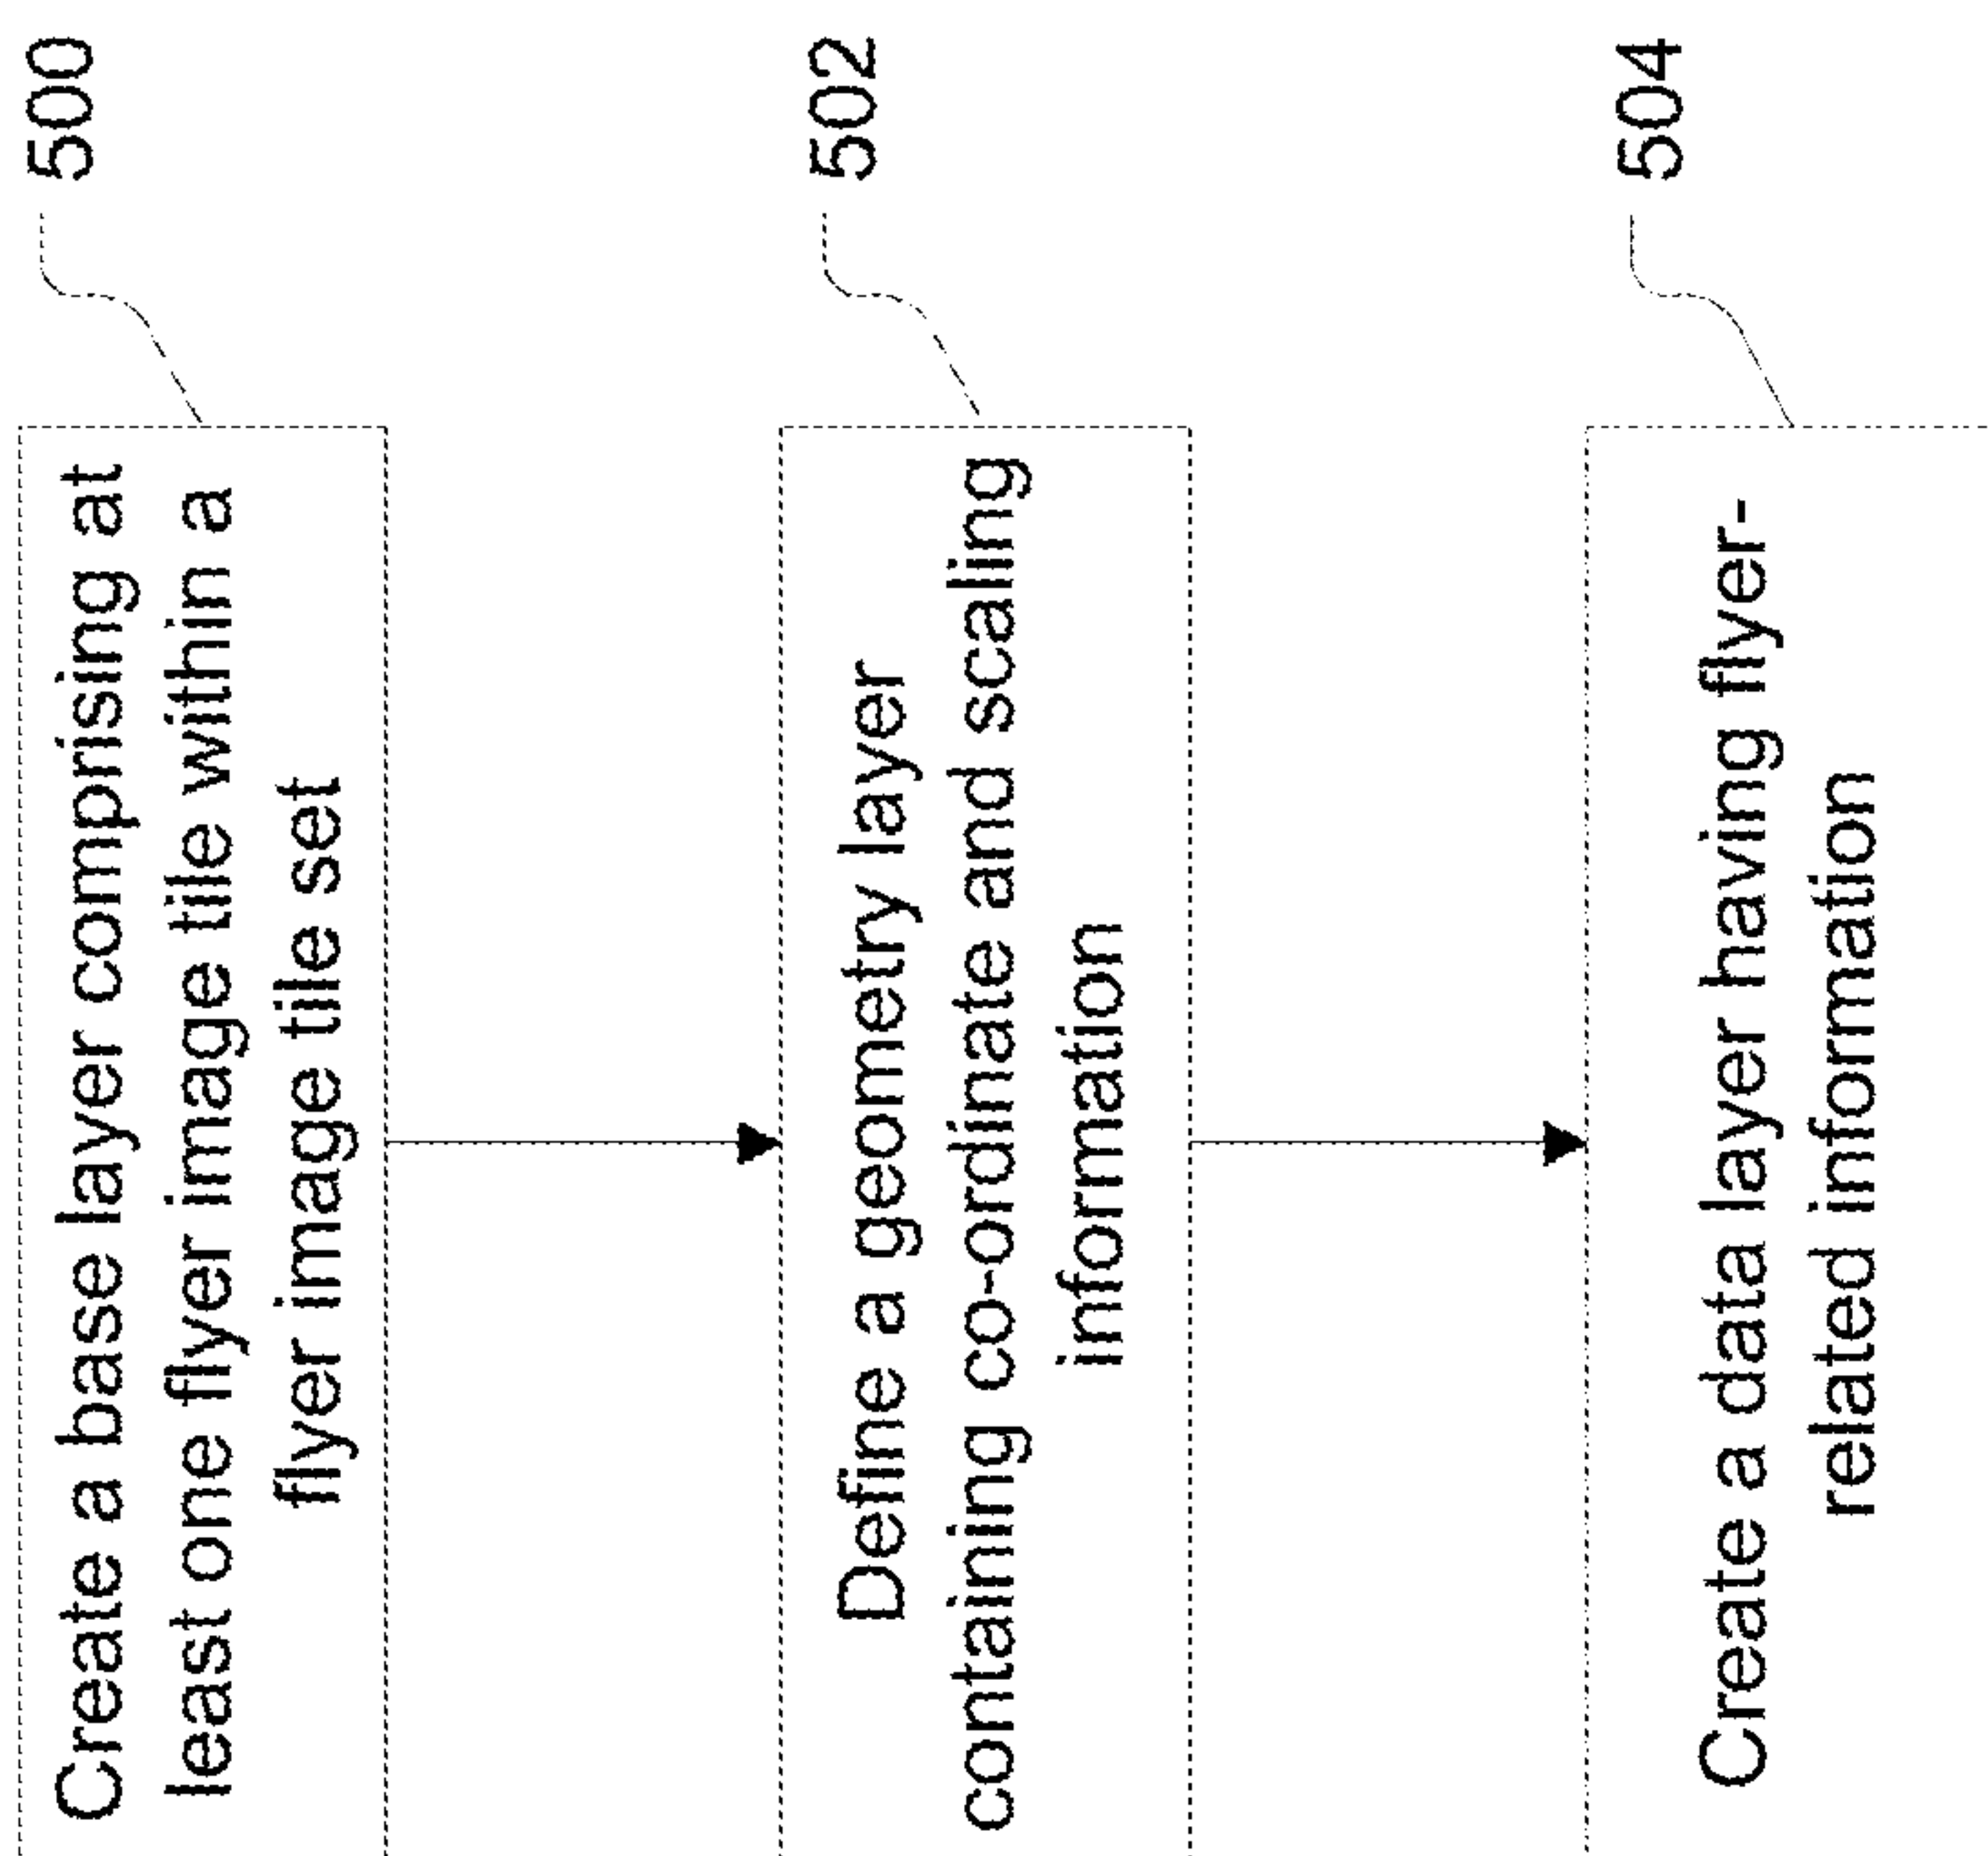 Create a base layer comprising at
least one flyer image tile within a
flyer image tile set
500
Define a geometry layer
containing co-ordinate and scaling
information
502
Create a data layer having flyer-
related information
504